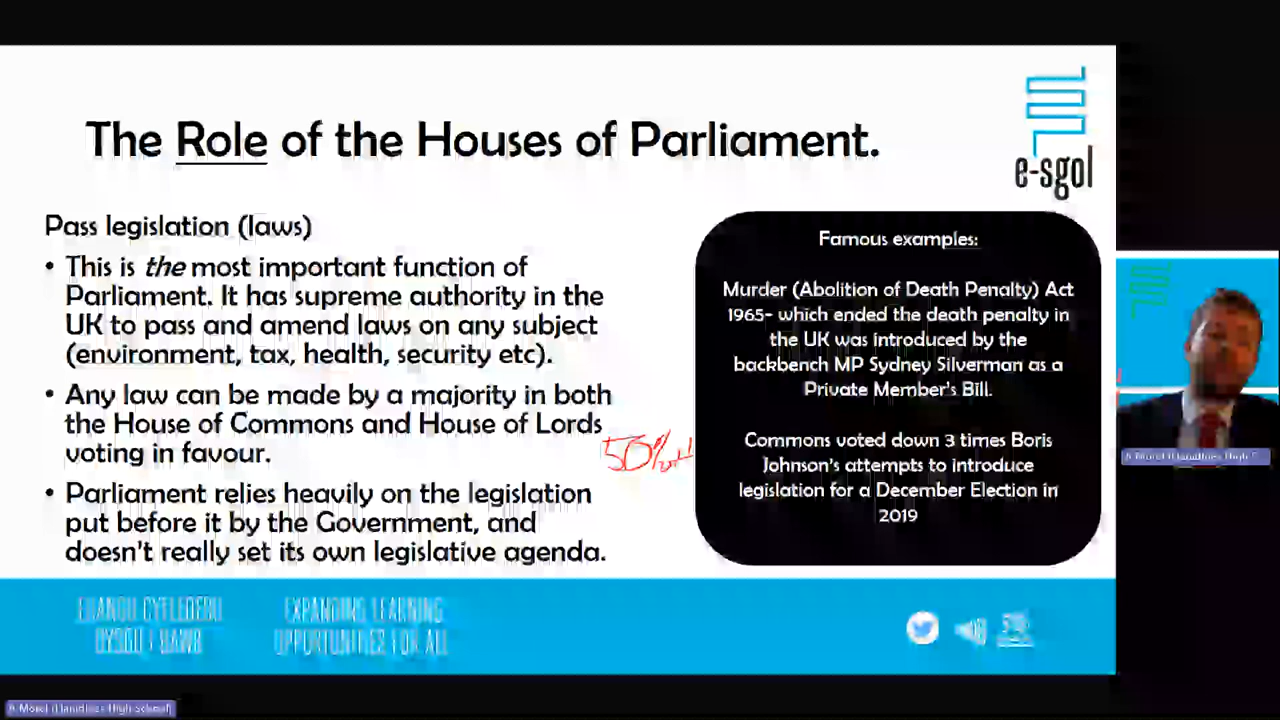 The Role of the Houses of Parliament.
e-sgol
Pass legislation (laws)
• This is the most important function of
Parliament. It has supreme authority in the
UK to pass and amend laws on any subject
(environment, tax, health, security etc).
• Any law can be made by a majority in both
the House of Commons and House of Lords
voting in favour.
50%
• Parliament relies heavily on the legislation
put before it by the Government, and
doesn't really set its own legislative agenda.
Famous examples:
Murder (Abolition of Death Penalty) Act
1965- which ended the death penalty in
the UK was introduced by the
backbench MP Sydney Silverman as a
Private Member's Bill.
Commons voted down 3 times Boris
Johnson's attempts to introduce
legislation for a December Election in
2019
EXPANDING LEARNING
OPPORTUNITIES FOR ALL
High School